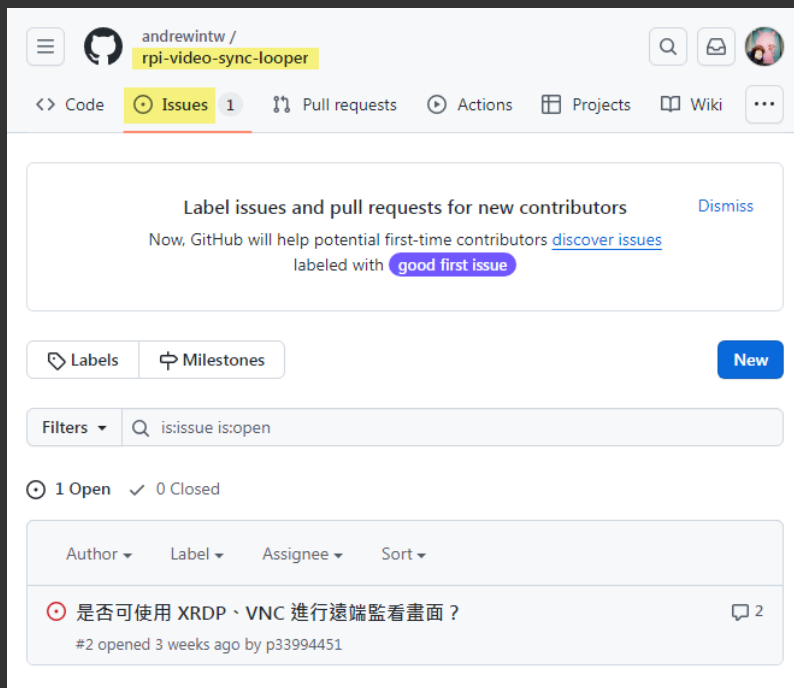 andrewintw /
rpi-video-sync-looper
Code Issues 1 Pull requests Actions Projects Wiki
Label issues and pull requests for new contributors Dismiss
Now, GitHub will help potential first-time contributors discover issues
labeled with good first issue
Labels Milestones New
Filters is:issue is:open
1 Open 0 Closed
Author Label Assignee Sort
是否可使用 XRDP、VNC 進行遠端監看畫面？ 2
#2 opened 3 weeks ago by p33994451